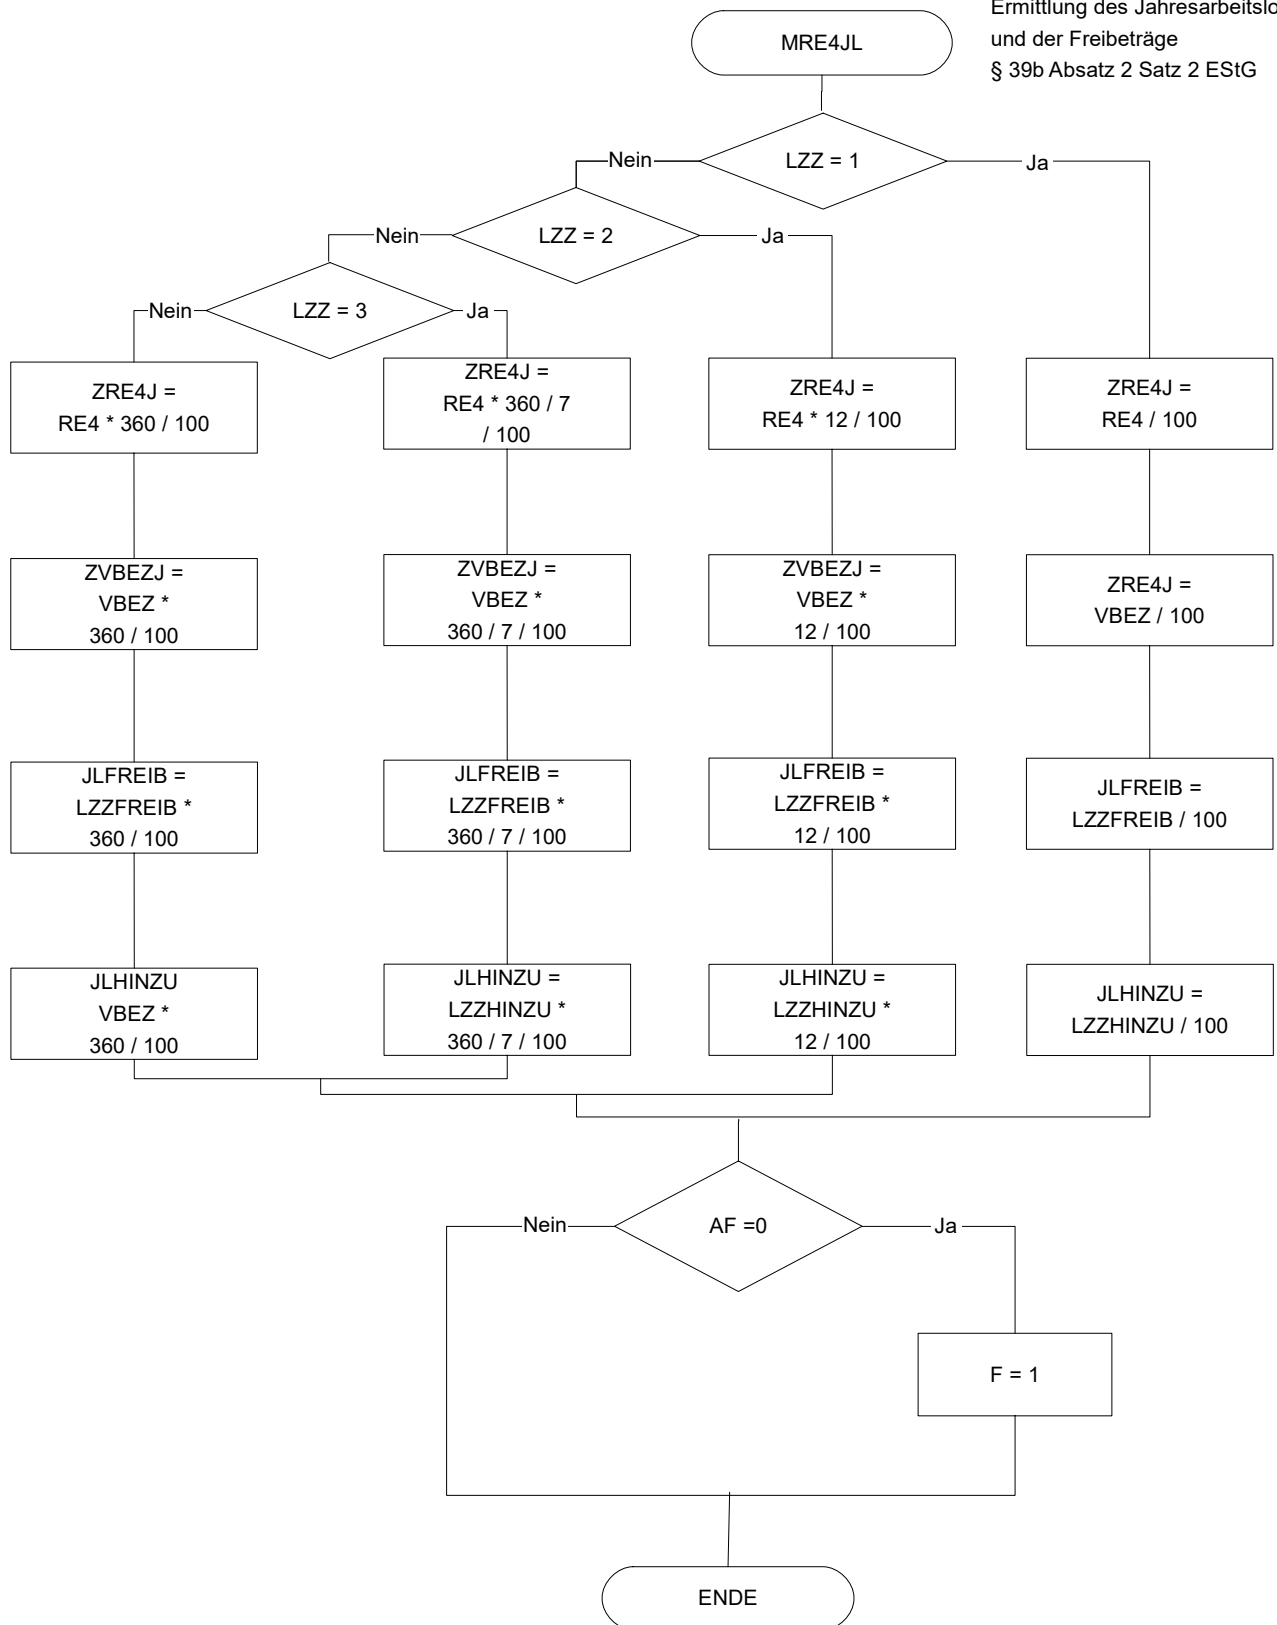 Ermittlung des Jahresarbeitslo
und der Freibeträge
§ 39b Absatz 2 Satz 2 EStG
MRE4JL
LZZ = 1
Nein
Ja
LZZ = 2
Nein
Ja
LZZ = 3
Nein
Ja
ZRE4J =
RE4 * 360 / 100
ZRE4J =
RE4 * 360 / 7
/ 100
ZRE4J =
RE4 * 12 / 100
ZRE4J =
RE4 / 100
ZVBEZJ =
VBEZ *
360 / 100
ZVBEZJ =
VBEZ *
360 / 7 / 100
ZVBEZJ =
VBEZ *
12 / 100
ZRE4J =
VBEZ / 100
JLFREIB =
LZZFREIB *
360 / 100
JLFREIB =
LZZFREIB *
360 / 7 / 100
JLFREIB =
LZZFREIB *
12 / 100
JLFREIB =
LZZFREIB / 100
JLHINZU
VBEZ *
360 / 100
JLHINZU =
LZZHINZU *
360 / 7 / 100
JLHINZU =
LZZHINZU *
12 / 100
JLHINZU =
LZZHINZU / 100
AF =0
Nein
Ja
F = 1
ENDE